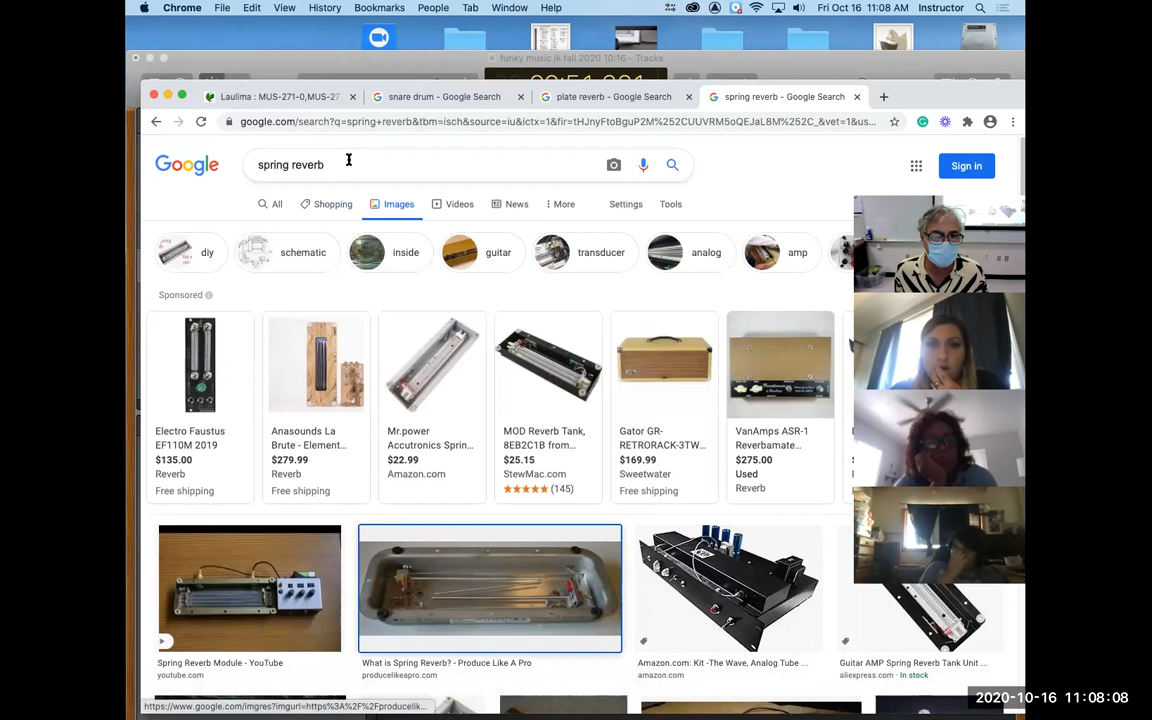 Chrome File Edit View History Bookmarks People Tab Window Help Fri Oct 16 11:08 AM Instructor
funky music jk fall 2020 10:16 - Tracks
Laulima : MUS-271-0,MUS-27 snare drum - Google Search plate reverb - Google Search spring reverb - Google Search
google.com/search?q=spring+reverb&tbm=isch&source=iu&ictx=1&fir=tHJnyFtoBguP2M%252CUUVRM5oQEJaL8M%252C_&vet=1&us...
Google spring reverb Sign in
All Shopping Images Videos News More Settings Tools
diy schematic inside guitar transducer analog amp
Sponsored
Electro Faustus
EF110M 2019
$135.00
Reverb
Free shipping
Anasounds La
Brute - Element...
$279.99
Reverb
Free shipping
Mr.power
Accutronics Sprin...
$22.99
Amazon.com
MOD Reverb Tank,
8EB2C1B from...
$25.15
StewMac.com
(145)
Gator GR-
RETRORACK-3TW...
$169.99
Sweetwater
Free shipping
VanAmps ASR-1
Reverbamate...
$275.00
Used
Reverb
Spring Reverb Module - YouTube
youtube.com
What is Spring Reverb? - Produce Like A Pro
producelikeapro.com
Amazon.com: Kit -The Wave, Analog Tube ...
amazon.com
Guitar AMP Spring Reverb Tank Unit ...
aliexpress.com · In stock
https://www.google.com/imgres?imgurl=https%3A%2F%2Fproducelik...
2020-10-16 11:08:08